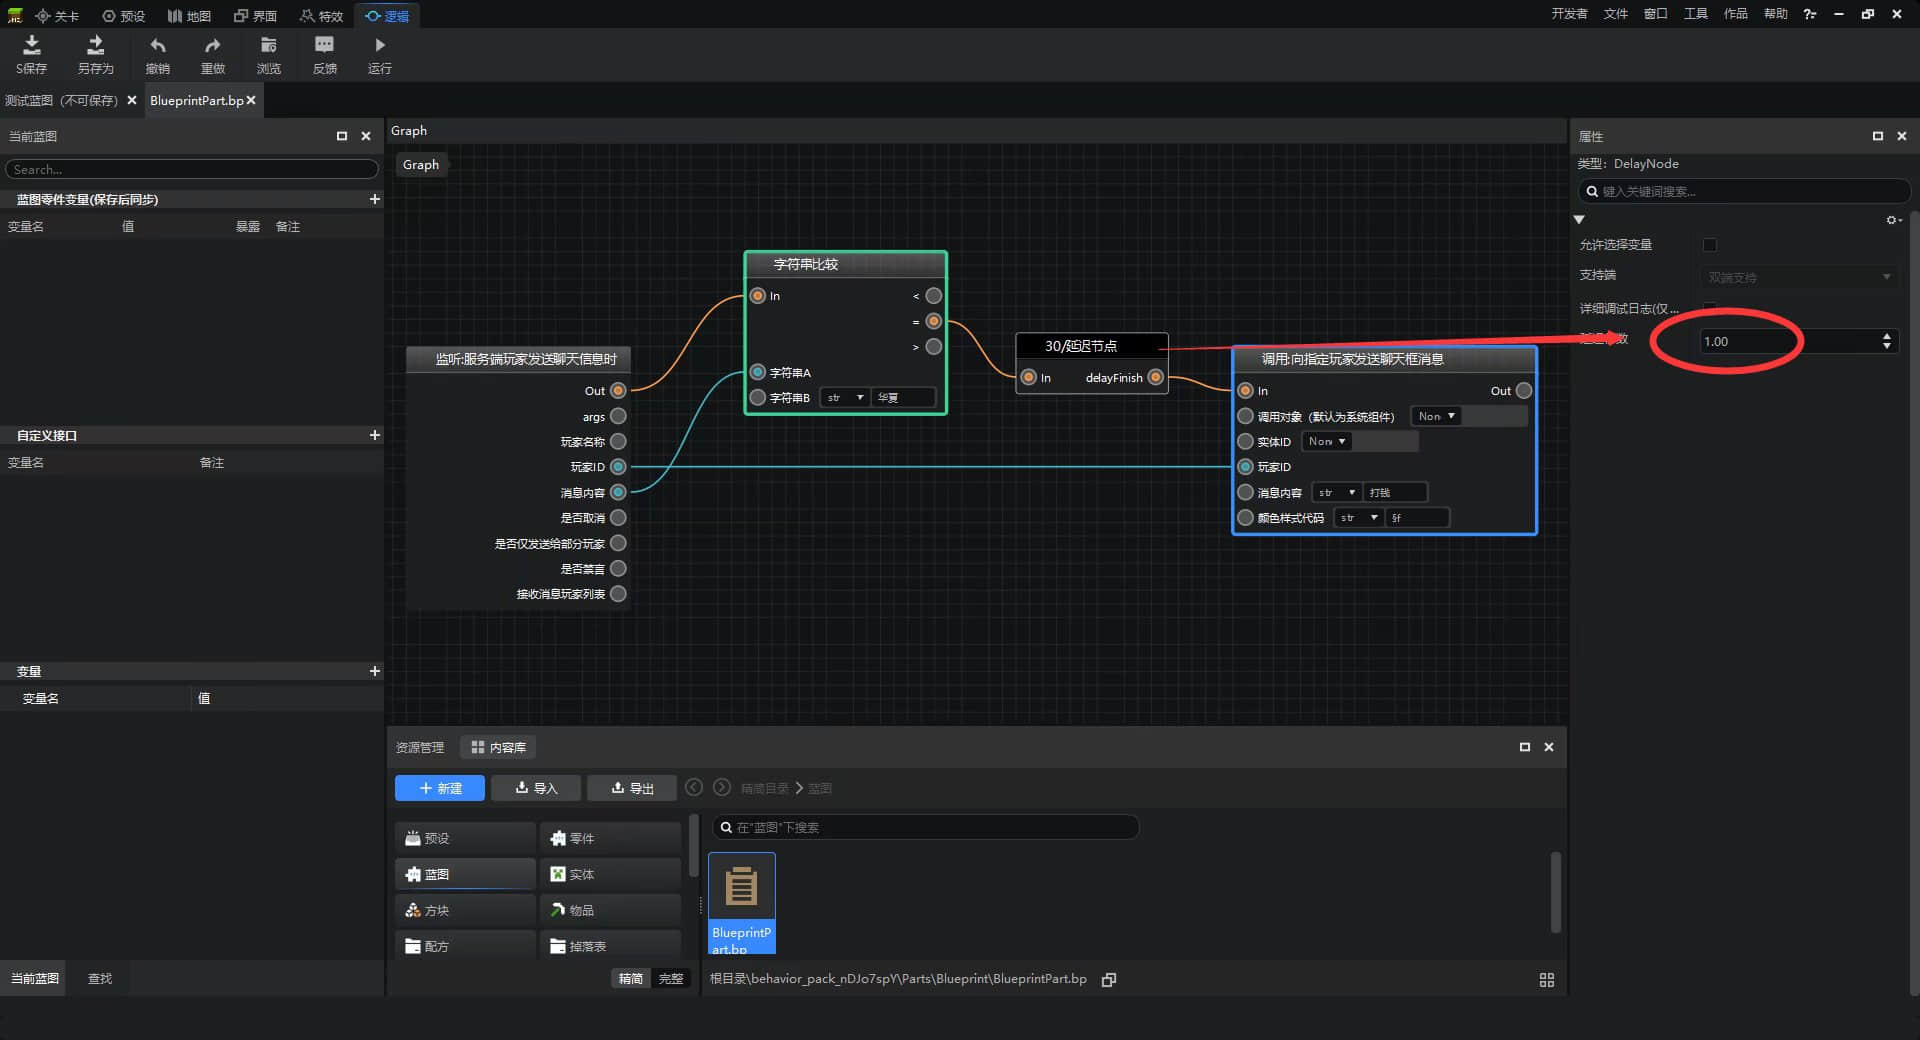 关卡 预设 地图 界面 特效 逻辑 开发者 文件 窗口 工具 作品 帮助 ?
S保存 另存为 撤销 重做 浏览 反馈 运行
测试蓝图（不可保存） BlueprintPart.bp
当前蓝图
Search...
蓝图零件变量(保存后同步)
变量名 值 暴露 备注
自定义接口
变量名 备注
变量
变量名 值
当前蓝图 查找
Graph
Graph
监听:服务端玩家发送聊天信息时
Out
args
玩家名称
玩家ID
消息内容
是否取消
是否仅发送给部分玩家
是否禁言
接收消息玩家列表
字符串比较
In <
=
>
字符串A
字符串B str 华夏
30/延迟节点
In delayFinish
调用:向指定玩家发送聊天框消息
In Out
调用对象（默认为系统组件） Non
实体ID Non
玩家ID
消息内容 str 打钱
颜色样式代码 str §f
资源管理 内容库
新建 导入 导出 精简目录 > 蓝图
在"蓝图"下搜索
预设 零件
蓝图 实体
方块 物品
配方 掉落表
BlueprintP
art.bp
精简 完整
根目录\behavior_pack_nDJo7spY\Parts\Blueprint\BlueprintPart.bp
属性
类型：DelayNode
键入关键词搜索...
允许选择变量
支持端 双端支持
详细调试日志(仅...
数 1.00